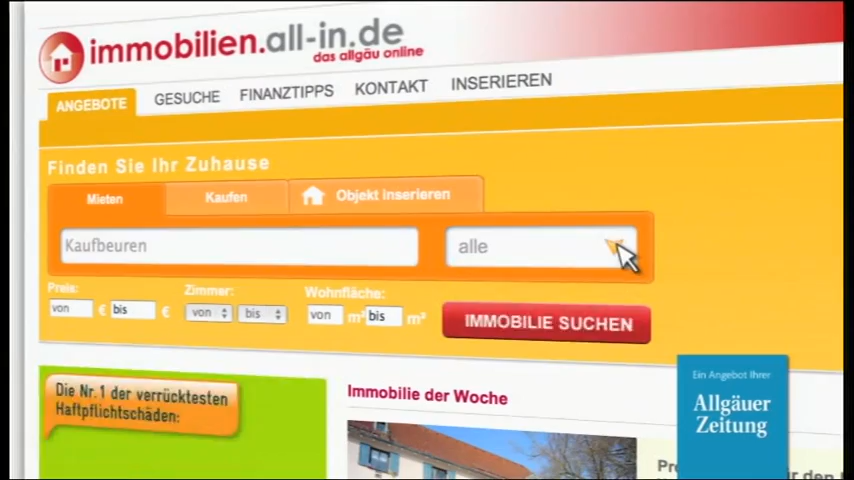 immobilien.all-in.de
das allgäu online
ANGEBOTE GESUCHE FINANZTIPPS KONTAKT INSERIEREN
Finden Sie Ihr Zuhause
Mieten Kaufen Objekt Inserieren
Kaufbeuren alle
Preis: Zimmer: Wohnfläche:
von € bis € von bis von m² bis m²
IMMOBILIE SUCHEN
Die Nr. 1 der verrücktesten
Haftpflichtschäden:
Immobilie der Woche
Ein Angebot Ihrer
Allgäuer
Zeitung